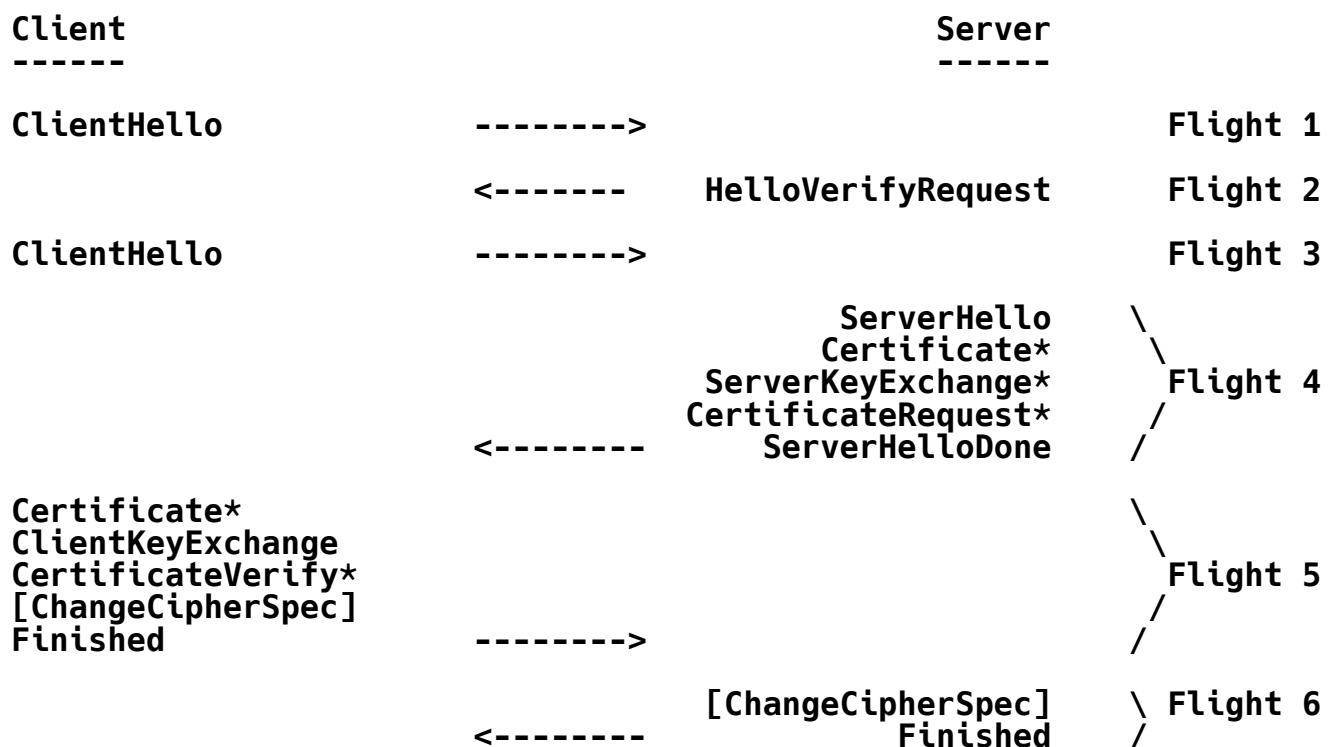 Client                                          Server
------                                          ------
ClientHello             -------->                           Flight 1
                        <-------    HelloVerifyRequest      Flight 2
ClientHello             -------->                           Flight 3
                                           ServerHello    \
                                          Certificate*     \
                                    ServerKeyExchange*      Flight 4
                                   CertificateRequest*     /
                        <--------      ServerHelloDone    /
Certificate*                                              \
ClientKeyExchange                                          \
CertificateVerify*                                          Flight 5
[ChangeCipherSpec]                                         /
Finished                -------->                         /
                                    [ChangeCipherSpec]    \ Flight 6
                        <--------             Finished    /